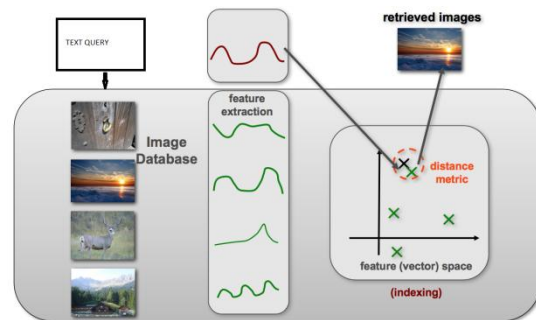 TEXT QUERY
retrieved images
feature
extraction
Image
Database
distance
metric
feature (vector) space
(indexing)